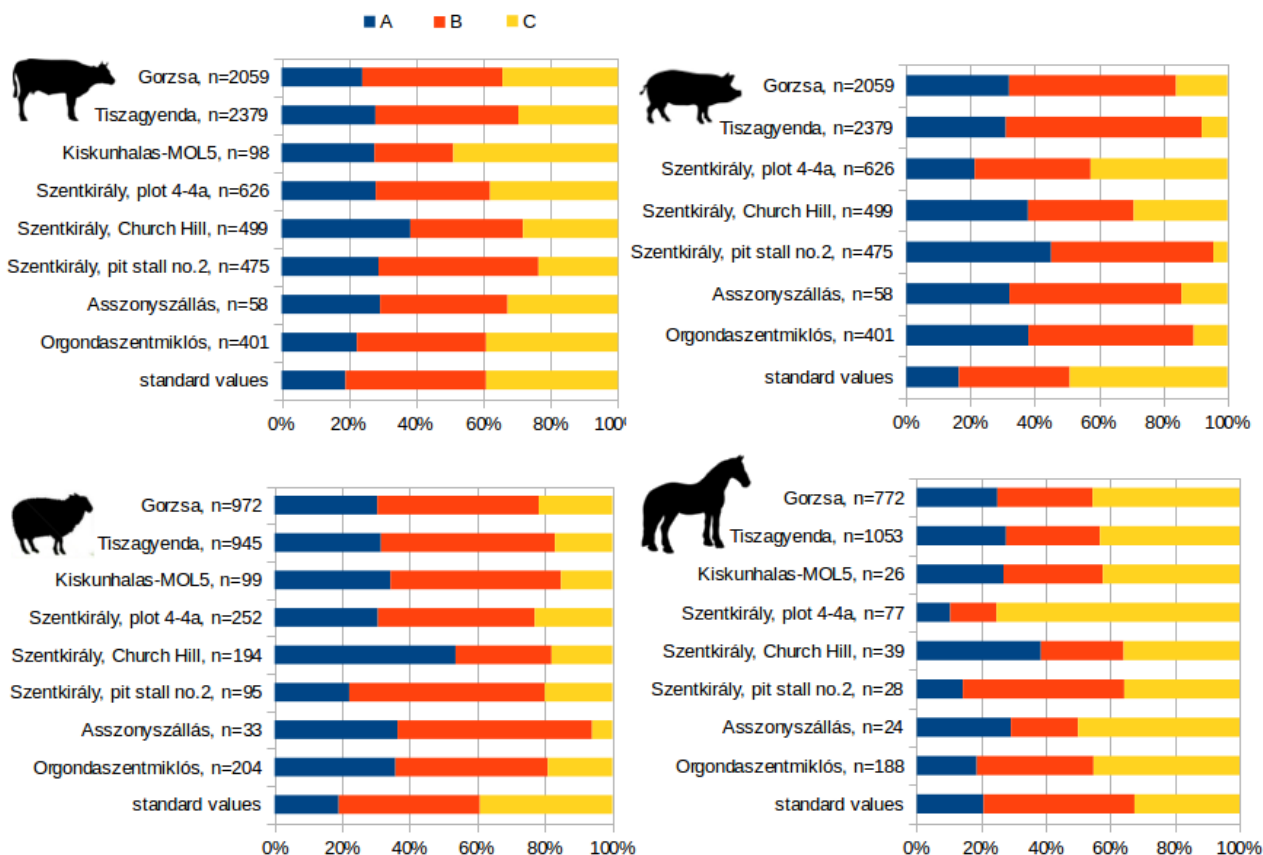 A B C
Gorzsa, n=2059
Tiszagyenda, n=2379
Kiskunhalas-MOL5, n=98
Szentkirály, plot 4-4a, n=626
Szentkirály, Church Hill, n=499
Szentkirály, pit stall no.2, n=475
Asszonyszállás, n=58
Orgondaszentmiklós, n=401
standard values
0% 20% 40% 60% 80% 100%
Gorzsa, n=2059
Tiszagyenda, n=2379
Szentkirály, plot 4-4a, n=626
Szentkirály, Church Hill, n=499
Szentkirály, pit stall no.2, n=475
Asszonyszállás, n=58
Orgondaszentmiklós, n=401
standard values
0% 20% 40% 60% 80% 100%
Gorzsa, n=972
Tiszagyenda, n=945
Kiskunhalas-MOL5, n=99
Szentkirály, plot 4-4a, n=252
Szentkirály, Church Hill, n=194
Szentkirály, pit stall no.2, n=95
Asszonyszállás, n=33
Orgondaszentmiklós, n=204
standard values
0% 20% 40% 60% 80% 100%
Gorzsa, n=772
Tiszagyenda, n=1053
Kiskunhalas-MOL5, n=26
Szentkirály, plot 4-4a, n=77
Szentkirály, Church Hill, n=39
Szentkirály, pit stall no.2, n=28
Asszonyszállás, n=24
Orgondaszentmiklós, n=188
standard values
0% 20% 40% 60% 80% 100%